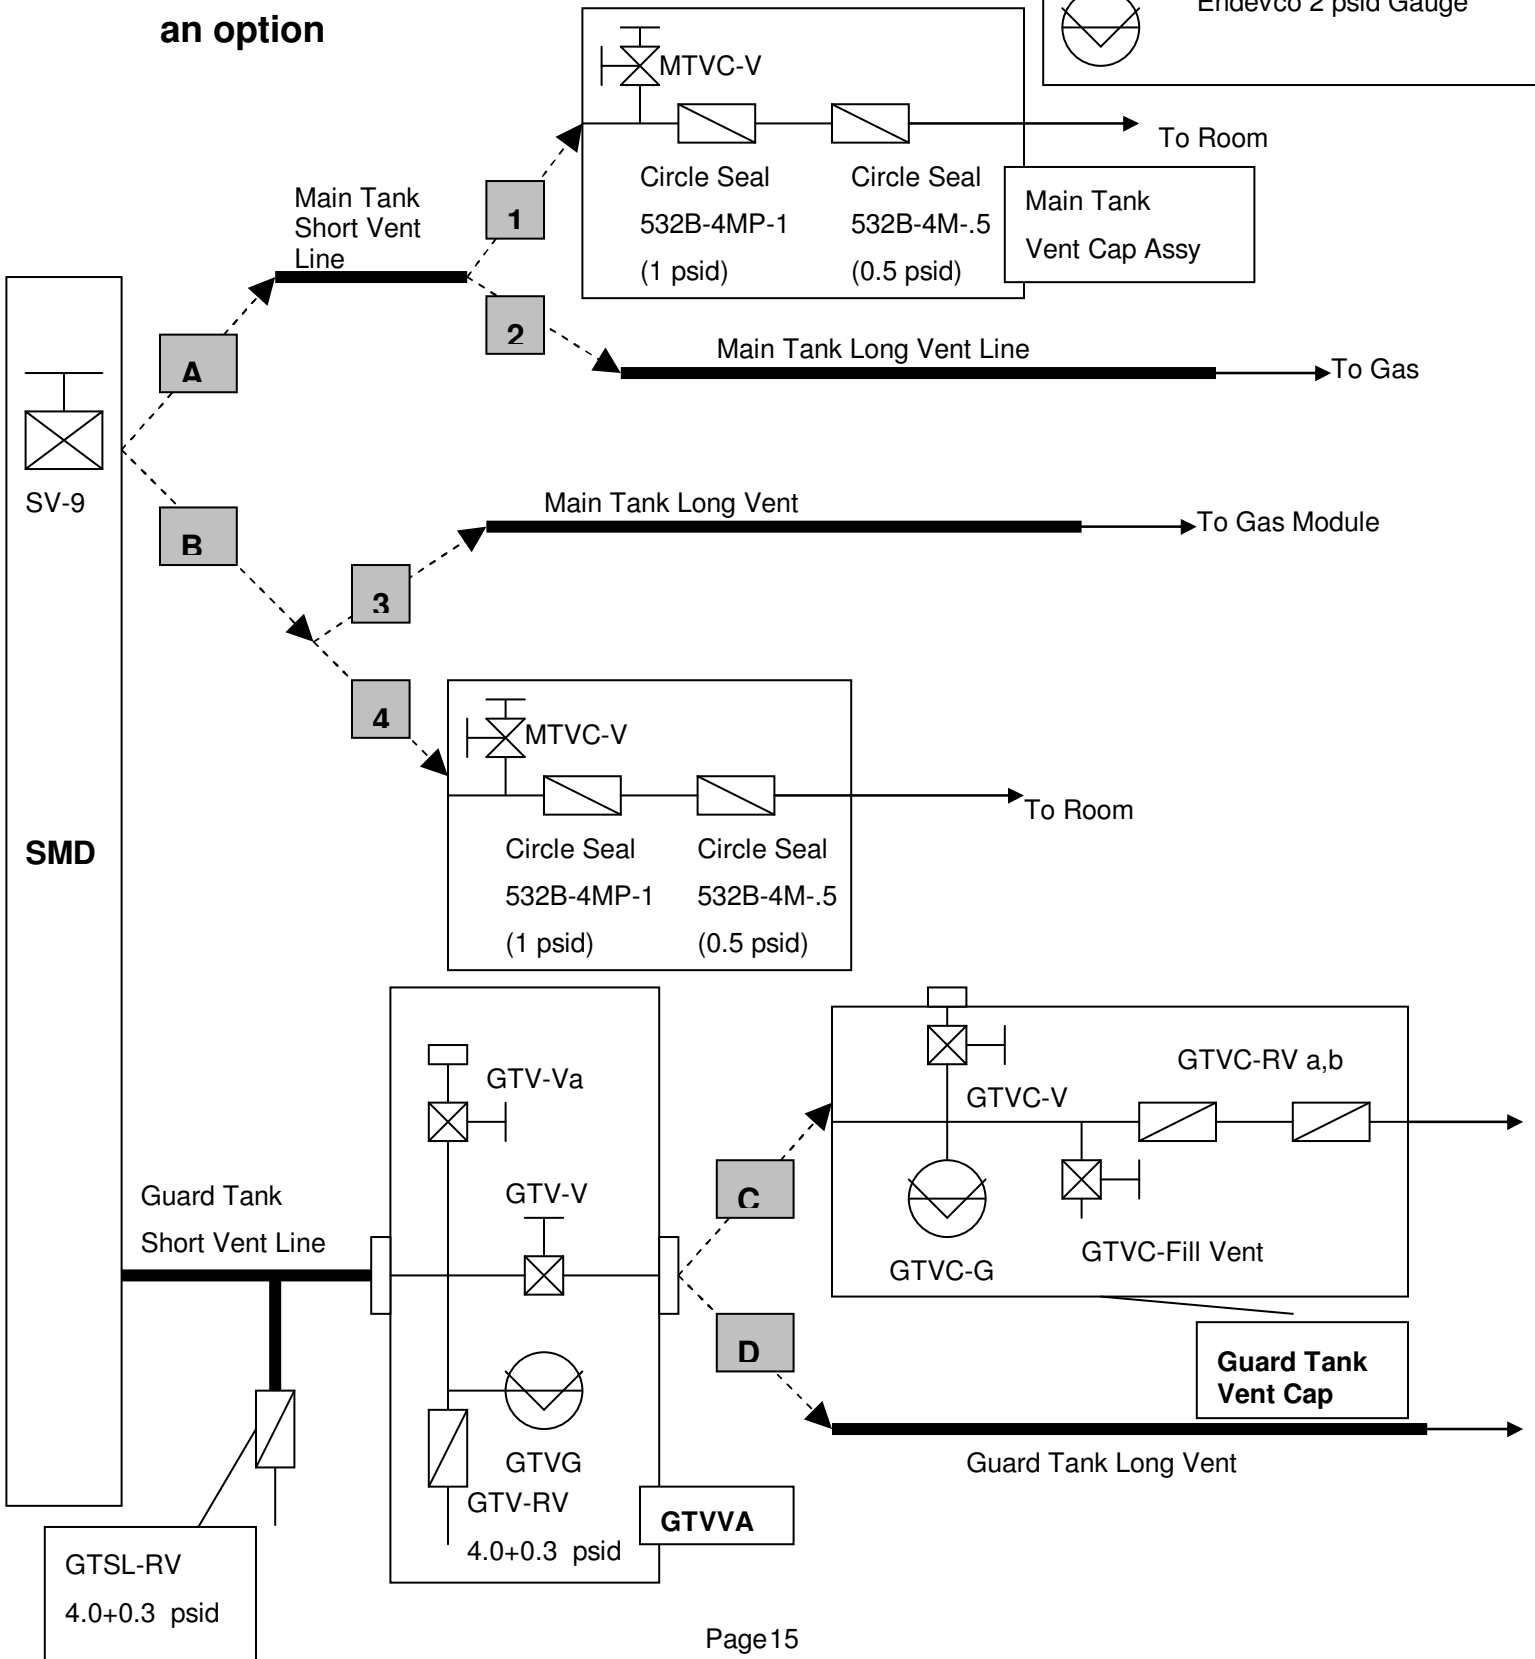 an option
Endevco 2 psid Gauge
MTVC-V
To Room
Circle Seal
532B-4MP-1
(1 psid)
Circle Seal
532B-4M-.5
(0.5 psid)
Main Tank
Vent Cap Assy
Main Tank
Short Vent
Line
1
2
A
Main Tank Long Vent Line
To Gas
SV-9
Main Tank Long Vent
To Gas Module
B
3
4
MTVC-V
To Room
SMD
Circle Seal
532B-4MP-1
(1 psid)
Circle Seal
532B-4M-.5
(0.5 psid)
GTV-Va
GTVC-RV a,b
GTVC-V
C
Guard Tank
Short Vent Line
GTV-V
GTVC-G
GTVC-Fill Vent
D
Guard Tank
Vent Cap
GTVG
GTV-RV
4.0+0.3 psid
GTVVA
Guard Tank Long Vent
GTSL-RV
4.0+0.3 psid
Page15